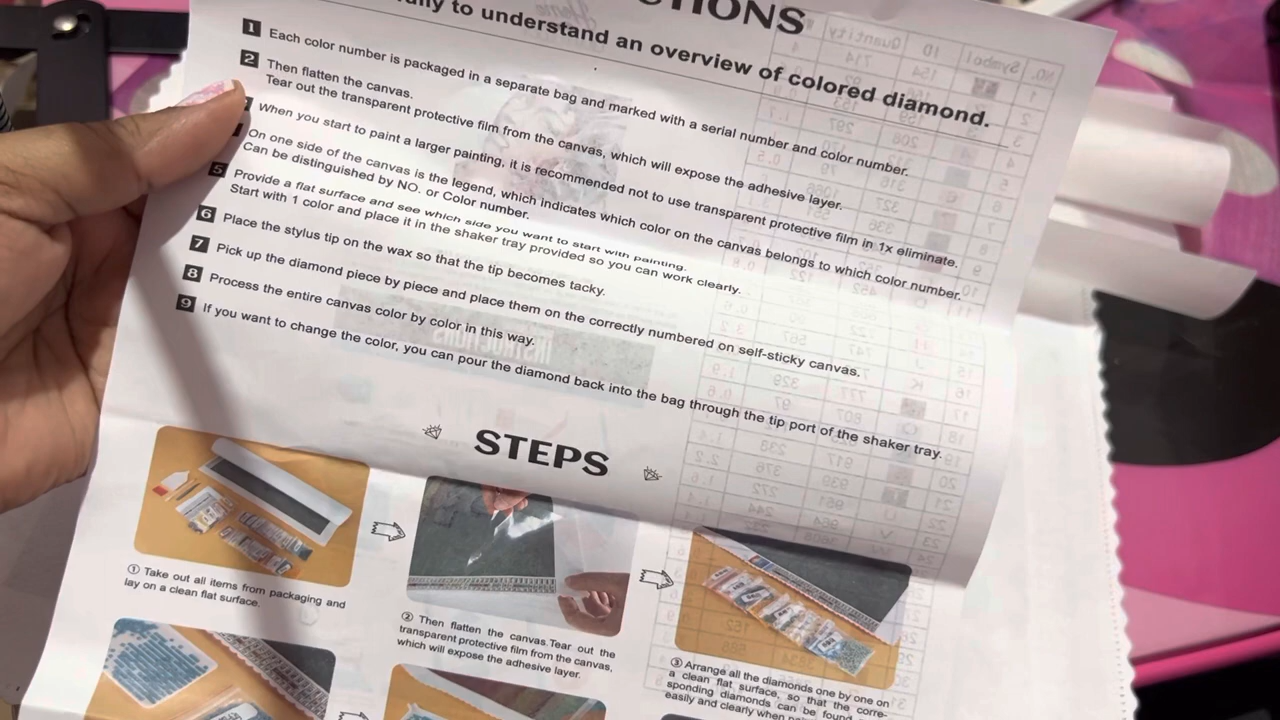 to understand an overview of colored diamond.
1 Each color number is packaged in a separate bag and marked with a serial number and color number.
2 Then flatten the canvas.
Tear out the transparent protective film from the canvas, which will expose the adhesive layer.
When you start to paint a larger painting, it is recommended not to use transparent protective film in 1x eliminate.
On one side of the canvas is the legend, which indicates which color on the canvas belongs to which color number.
Can be distinguished by NO. or Color number.
5 Provide a flat surface and see which side you want to start with painting.
Start with 1 color and place it in the shaker tray provided so you can work clearly.
6 Place the stylus tip on the wax so that the tip becomes tacky.
7 Pick up the diamond piece by piece and place them on the correctly numbered on self-sticky canvas.
8 Process the entire canvas color by color in this way.
9 If you want to change the color, you can pour the diamond back into the bag through the tip port of the shaker tray.
STEPS
① Take out all items from packaging and
lay on a clean flat surface.
② Then flatten the canvas.Tear out the
transparent protective film from the canvas,
which will expose the adhesive layer.
③ Arrange all the diamonds one by one on
a clean flat surface, so that the corre-
sponding diamonds can be found
easily and clearly when